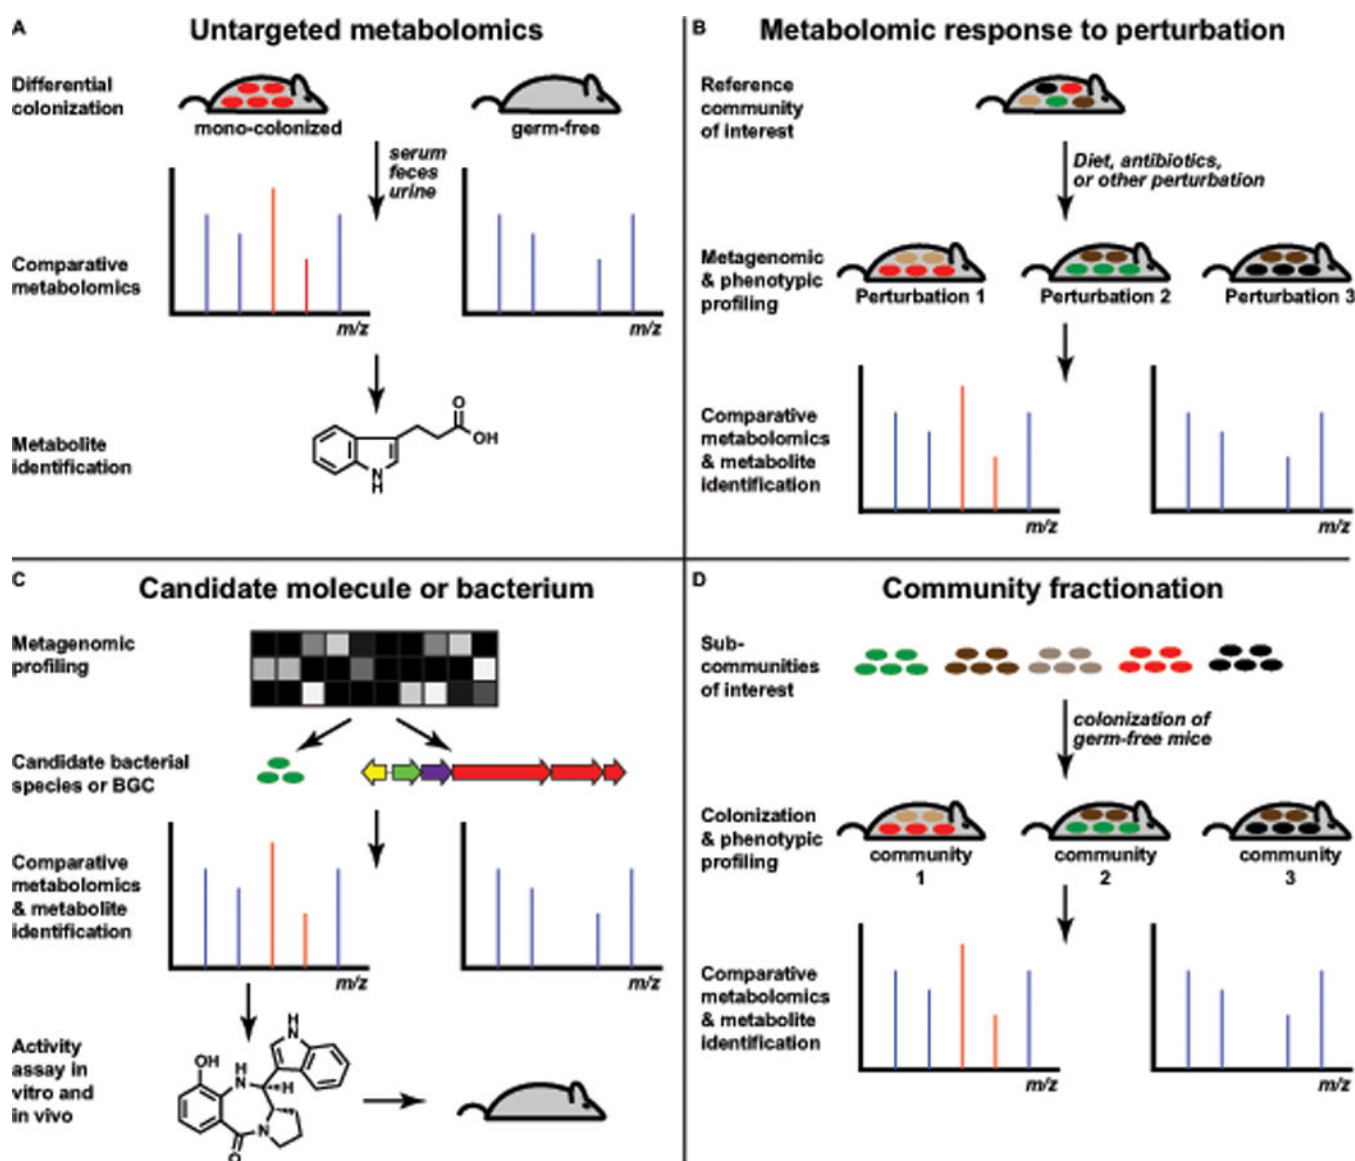 A
Untargeted metabolomics
Differential
colonization
mono-colonized
germ-free
serum
feces
urine
Comparative
metabolomics
m/z
m/z
Metabolite
identification
O
OH
N
H
B
Metabolomic response to perturbation
Reference
community
of interest
Diet, antibiotics,
or other perturbation
Metagenomic
& phenotypic
profiling
Perturbation 1
Perturbation 2
Perturbation 3
Comparative
metabolomics
& metabolite
identification
m/z
m/z
C
Candidate molecule or bacterium
Metagenomic
profiling
Candidate bacterial
species or BGC
Comparative
metabolomics
& metabolite
identification
m/z
m/z
Activity
assay in
vitro and
in vivo
H
N
OH
H
N
H
N
O
D
Community fractionation
Sub-
communities
of interest
colonization of
germ-free mice
Colonization
& phenotypic
profiling
community
1
community
2
community
3
Comparative
metabolomics
& metabolite
identification
m/z
m/z